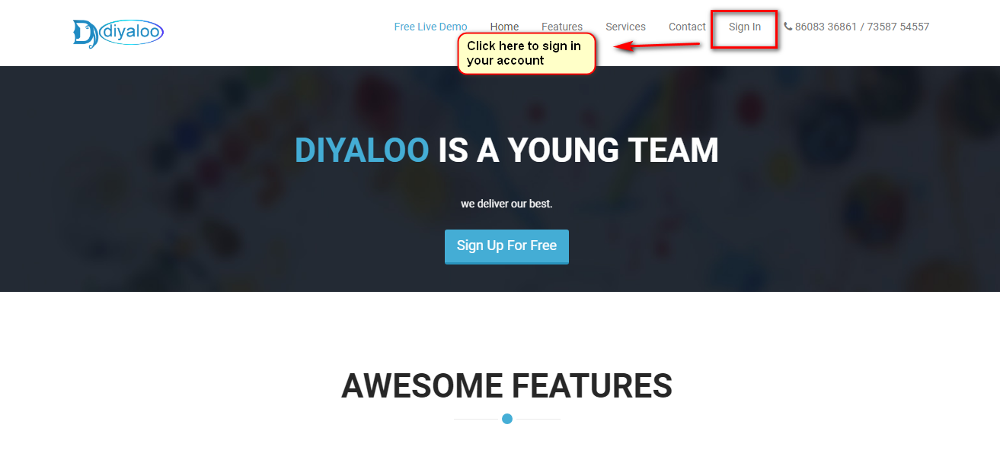 diyaloo
Free Live Demo Home Features Services Contact Sign In 86083 36861 / 73587 54557
Click here to sign in
your account
DIYALOO IS A YOUNG TEAM
we deliver our best.
Sign Up For Free
AWESOME FEATURES